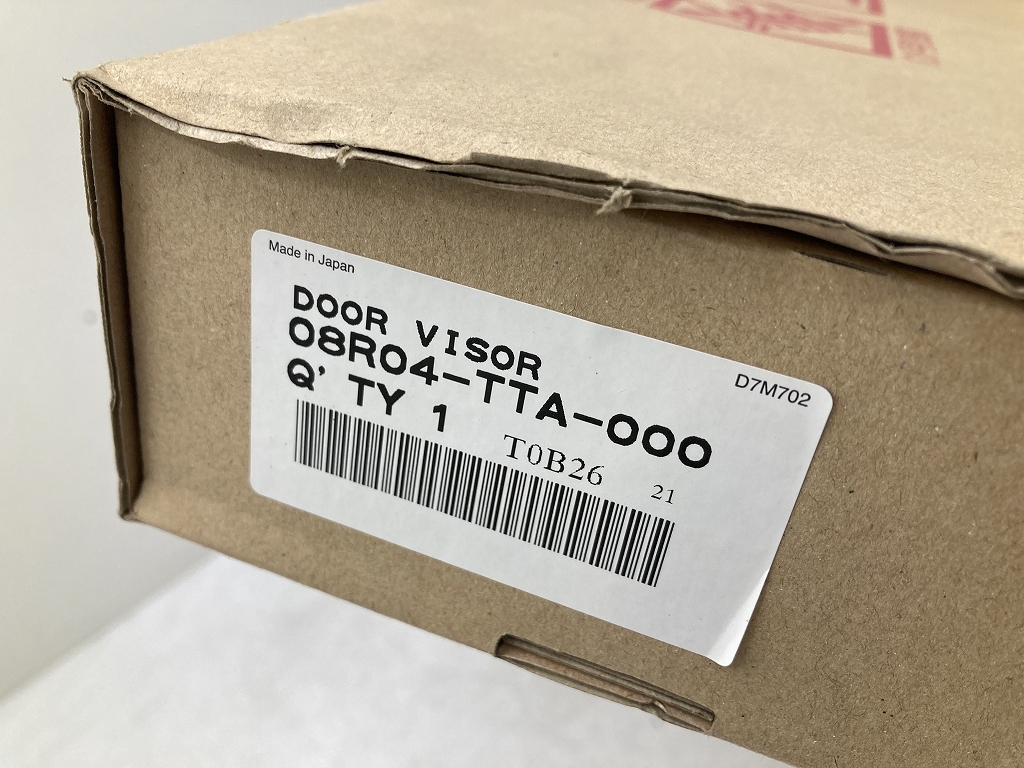 Made in Japan
DOOR VISOR
08R04-TTA-000
D7M702
Q'TY 1
T0B26
21